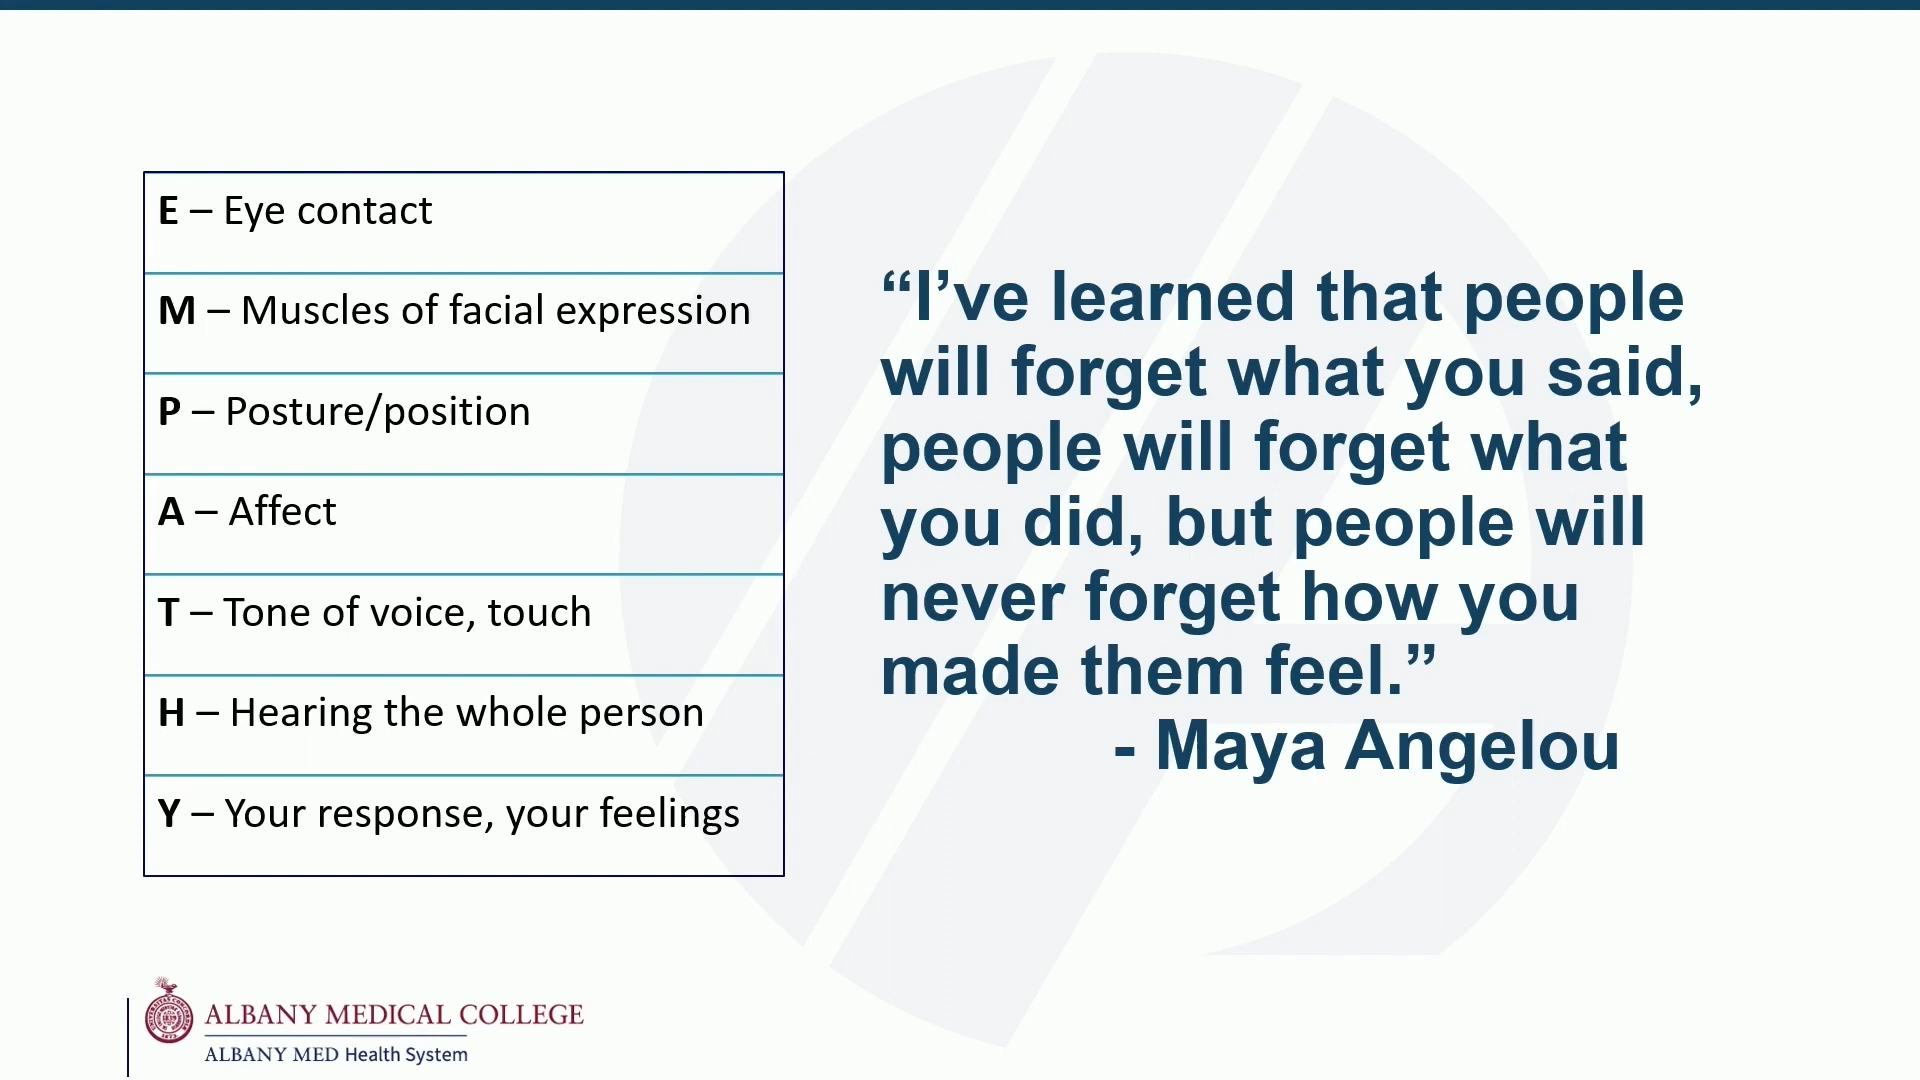 E – Eye contact
M – Muscles of facial expression
P – Posture/position
A – Affect
T – Tone of voice, touch
H – Hearing the whole person
Y – Your response, your feelings
“I’ve learned that people
will forget what you said,
people will forget what
you did, but people will
never forget how you
made them feel.”
- Maya Angelou
ALBANY MEDICAL COLLEGE
ALBANY MED Health System